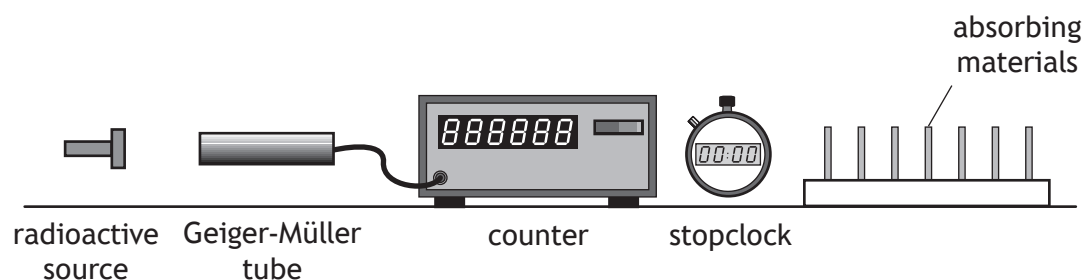 absorbing
materials
888888
00:00
radioactive
source
Geiger-Müller
tube
counter
stopclock